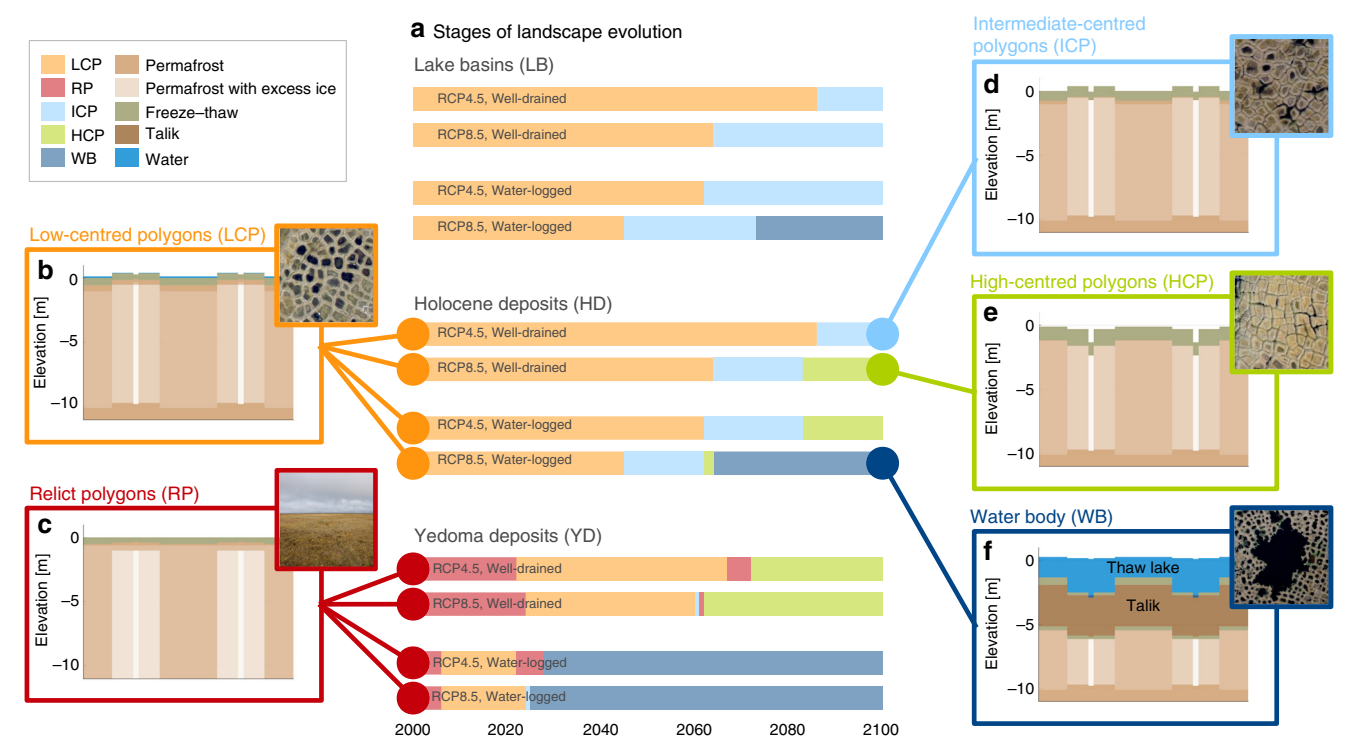 a Stages of landscape evolution
LCP
RP
ICP
HCP
WB
Permafrost
Permafrost with excess ice
Freeze–thaw
Talik
Water
Lake basins (LB)
RCP4.5, Well-drained
RCP8.5, Well-drained
RCP4.5, Water-logged
RCP8.5, Water-logged
Holocene deposits (HD)
RCP4.5, Well-drained
RCP8.5, Well-drained
RCP4.5, Water-logged
RCP8.5, Water-logged
Yedoma deposits (YD)
RCP4.5, Well-drained
RCP8.5, Well-drained
RCP4.5, Water-logged
RCP8.5, Water-logged
2000 2020 2040 2060 2080 2100
Low-centred polygons (LCP)
b
Elevation [m]
0
–5
–10
Relict polygons (RP)
c
Elevation [m]
0
–5
–10
Intermediate-centred
polygons (ICP)
d
Elevation [m]
0
–5
–10
High-centred polygons (HCP)
e
Elevation [m]
0
–5
–10
Water body (WB)
f
Elevation [m]
0
–5
–10
Thaw lake
Talik